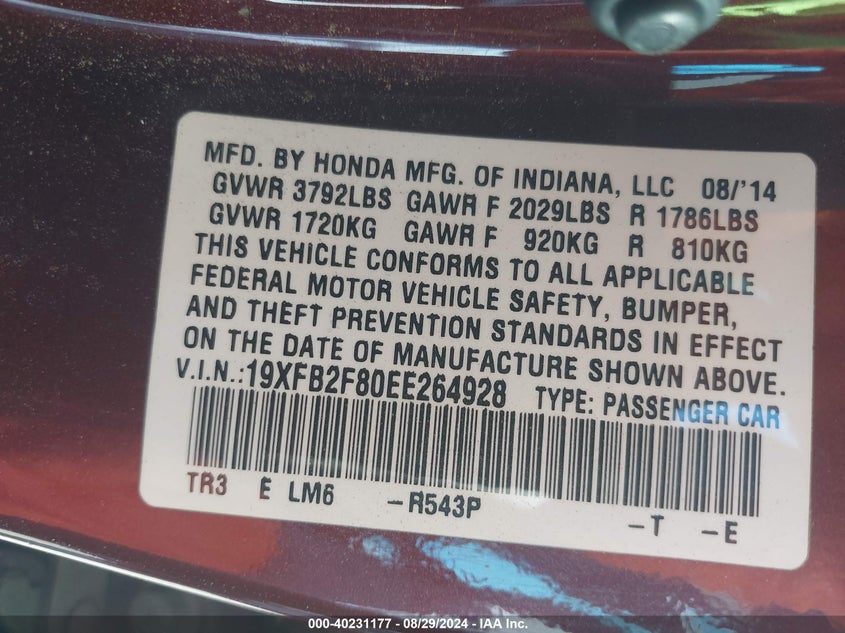 MFD. BY HONDA MFG. OF INDIANA, LLC 08/'14
GVWR 3792LBS GAWR F 2029LBS R 1786LBS
GVWR 1720KG GAWR F 920KG R 810KG
THIS VEHICLE CONFORMS TO ALL APPLICABLE
FEDERAL MOTOR VEHICLE SAFETY, BUMPER,
AND THEFT PREVENTION STANDARDS IN EFFECT
ON THE DATE OF MANUFACTURE SHOWN ABOVE.
V.I.N.:19XFB2F80EE264928 TYPE: PASSENGER CAR
TR3 E LM6 -R543P -T -E
000-40231177 - 08/29/2024 - IAA Inc.